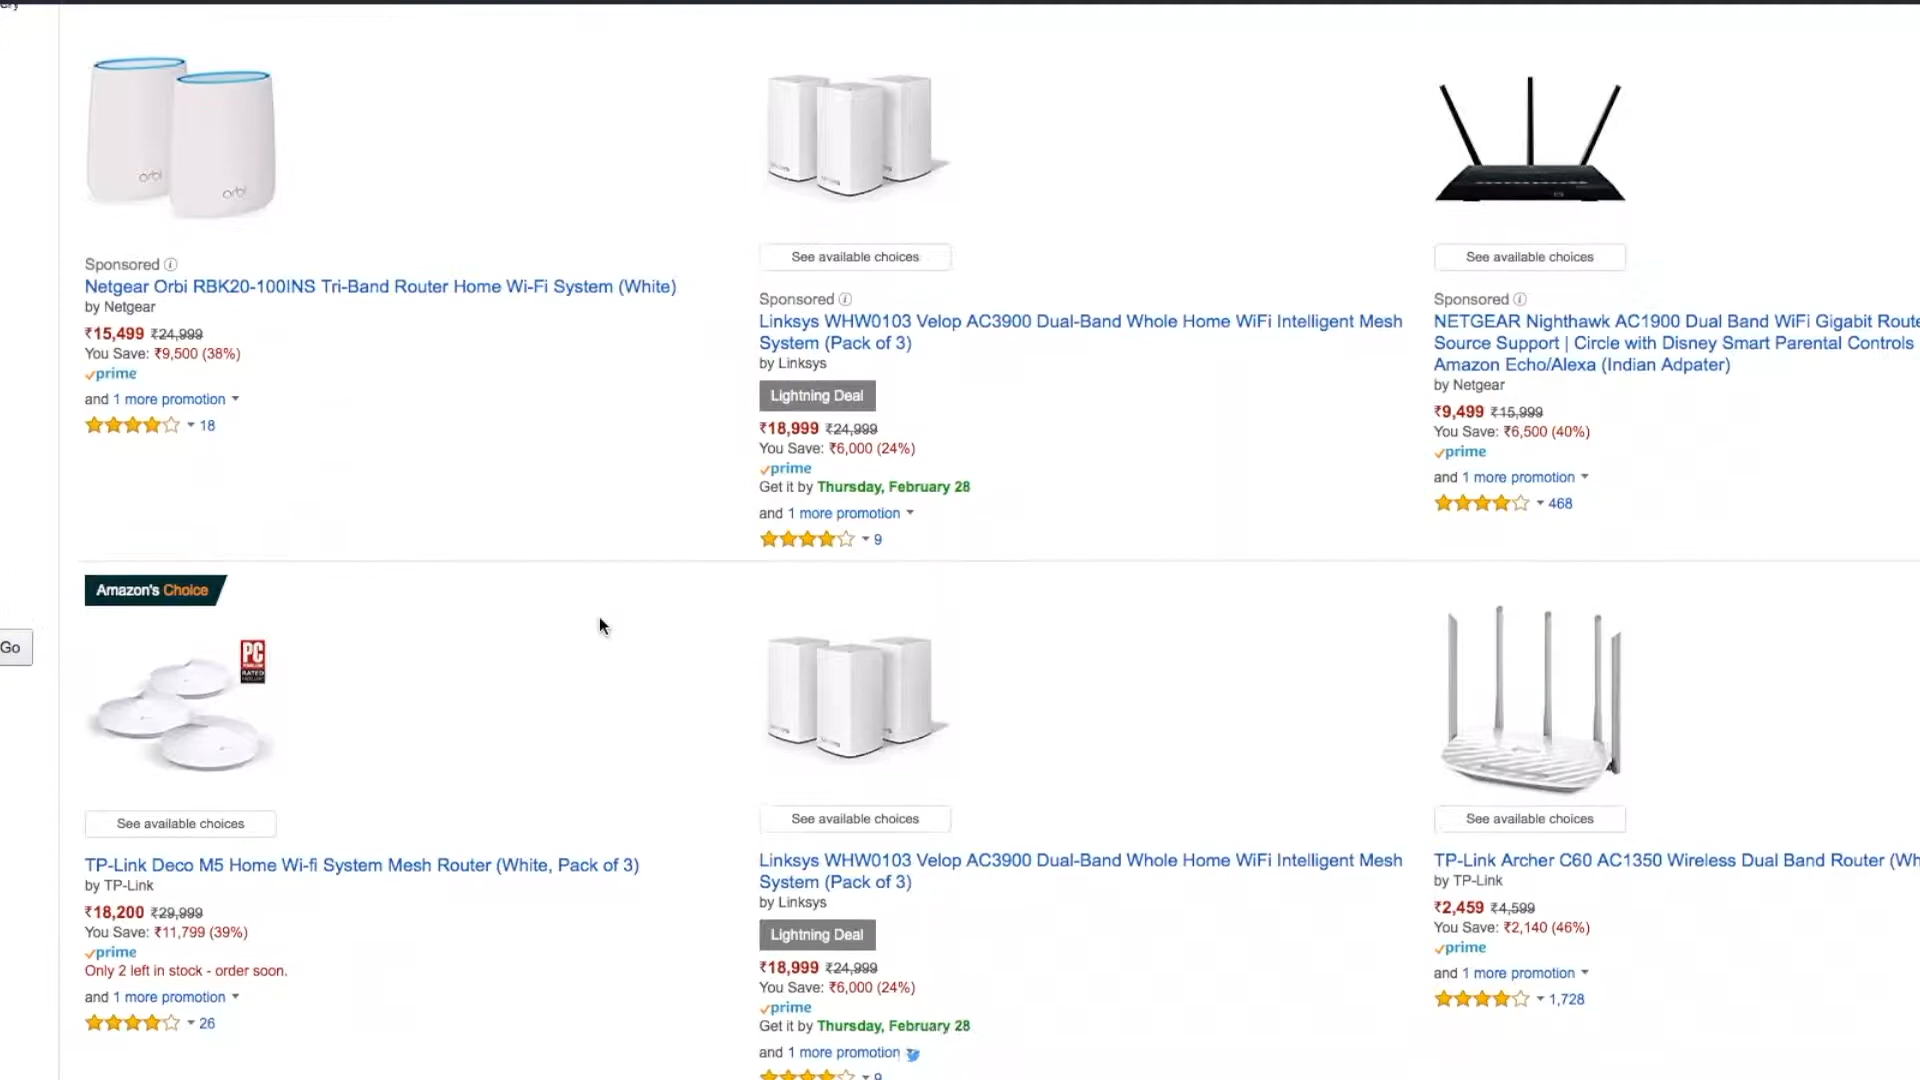 orbi
orbi
Sponsored
Netgear Orbi RBK20-100INS Tri-Band Router Home Wi-Fi System (White)
by Netgear
₹15,499 ₹24,999
You Save: ₹9,500 (38%)
prime
and 1 more promotion
18
See available choices
Sponsored
Linksys WHW0103 Velop AC3900 Dual-Band Whole Home WiFi Intelligent Mesh
System (Pack of 3)
by Linksys
Lightning Deal
₹18,999 ₹24,999
You Save: ₹6,000 (24%)
prime
Get it by Thursday, February 28
and 1 more promotion
9
See available choices
Sponsored
NETGEAR Nighthawk AC1900 Dual Band WiFi Gigabit Route
Source Support | Circle with Disney Smart Parental Controls
Amazon Echo/Alexa (Indian Adpater)
by Netgear
₹9,499 ₹15,999
You Save: ₹6,500 (40%)
prime
and 1 more promotion
468
Go
Amazon's Choice
PC
RATED
See available choices
TP-Link Deco M5 Home Wi-fi System Mesh Router (White, Pack of 3)
by TP-Link
₹18,200 ₹29,999
You Save: ₹11,799 (39%)
prime
Only 2 left in stock - order soon.
and 1 more promotion
26
See available choices
Linksys WHW0103 Velop AC3900 Dual-Band Whole Home WiFi Intelligent Mesh
System (Pack of 3)
by Linksys
Lightning Deal
₹18,999 ₹24,999
You Save: ₹6,000 (24%)
prime
Get it by Thursday, February 28
and 1 more promotion
9
See available choices
TP-Link Archer C60 AC1350 Wireless Dual Band Router (Wh
by TP-Link
₹2,459 ₹4,599
You Save: ₹2,140 (46%)
prime
and 1 more promotion
1,728